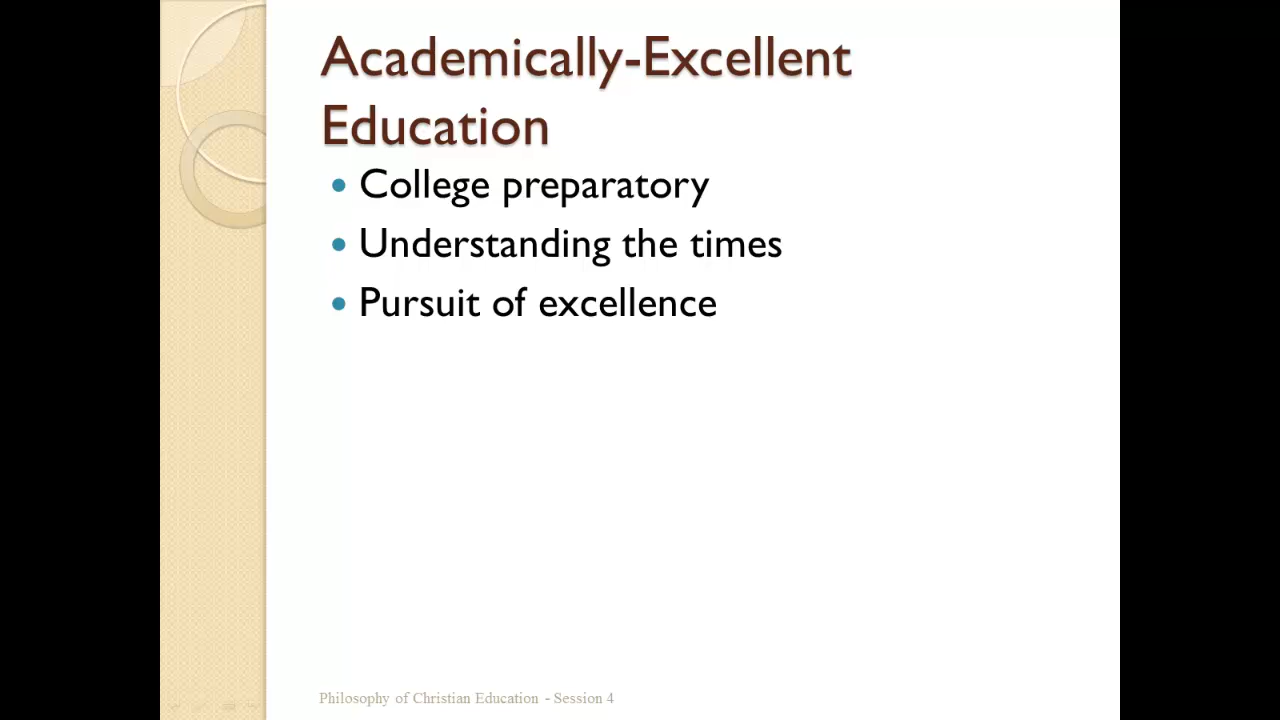 Academically-Excellent
Education
• College preparatory
• Understanding the times
• Pursuit of excellence
Philosophy of Christian Education - Session 4